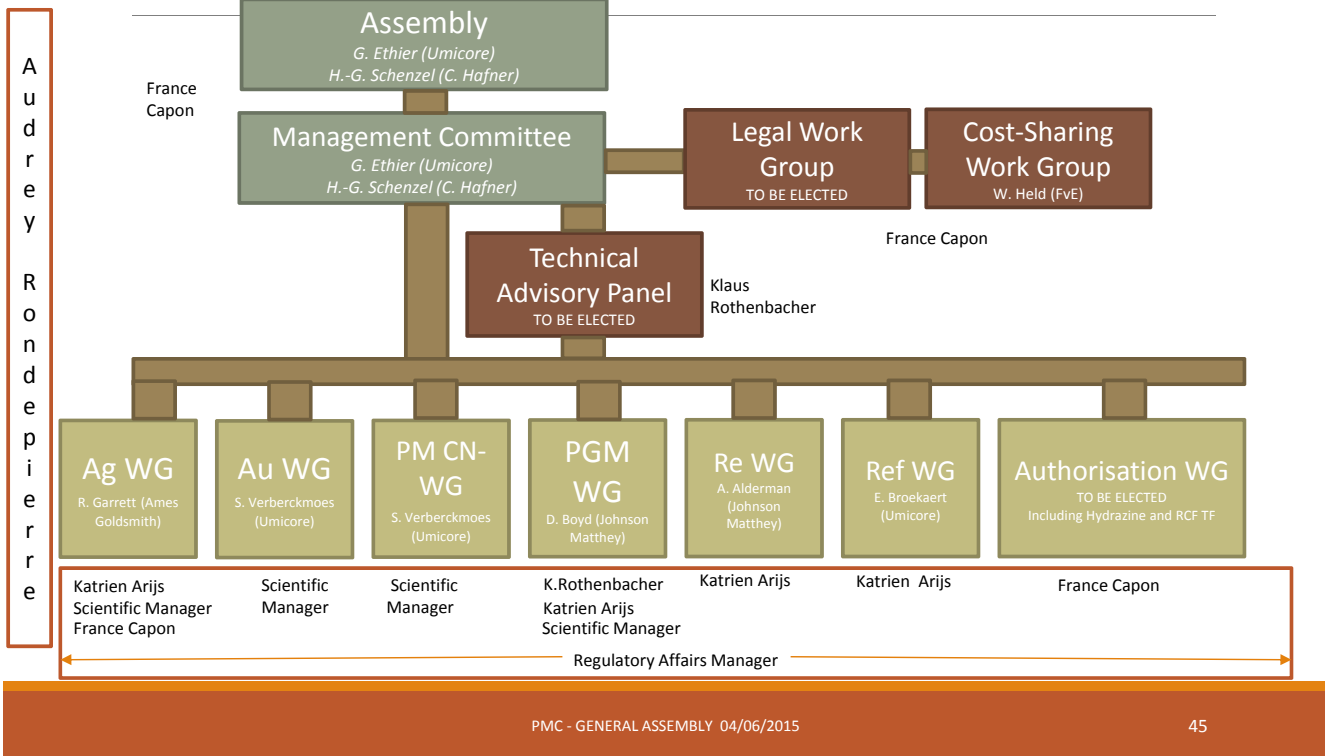 Audrey Rondepierre
Assembly
G. Ethier (Umicore)
H.-G. Schenzel (C. Hafner)
France
Capon
Management Committee
G. Ethier (Umicore)
H.-G. Schenzel (C. Hafner)
Legal Work
Group
TO BE ELECTED
Cost-Sharing
Work Group
W. Held (FvE)
France Capon
Technical
Advisory Panel
TO BE ELECTED
Klaus
Rothenbacher
Ag WG
R. Garrett (Ames
Goldsmith)
Au WG
S. Verberckmoes
(Umicore)
PM CN-
WG
S. Verberckmoes
(Umicore)
PGM
WG
D. Boyd (Johnson
Matthey)
Re WG
A. Alderman
(Johnson
Matthey)
Ref WG
E. Broekaert
(Umicore)
Authorisation WG
TO BE ELECTED
Including Hydrazine and RCF TF
Katrien Arijs
Scientific Manager
France Capon
Scientific
Manager
Scientific
Manager
K.Rothenbacher
Katrien Arijs
Scientific Manager
Katrien Arijs
Katrien Arijs
France Capon
Regulatory Affairs Manager
PMC - GENERAL ASSEMBLY 04/06/2015
45